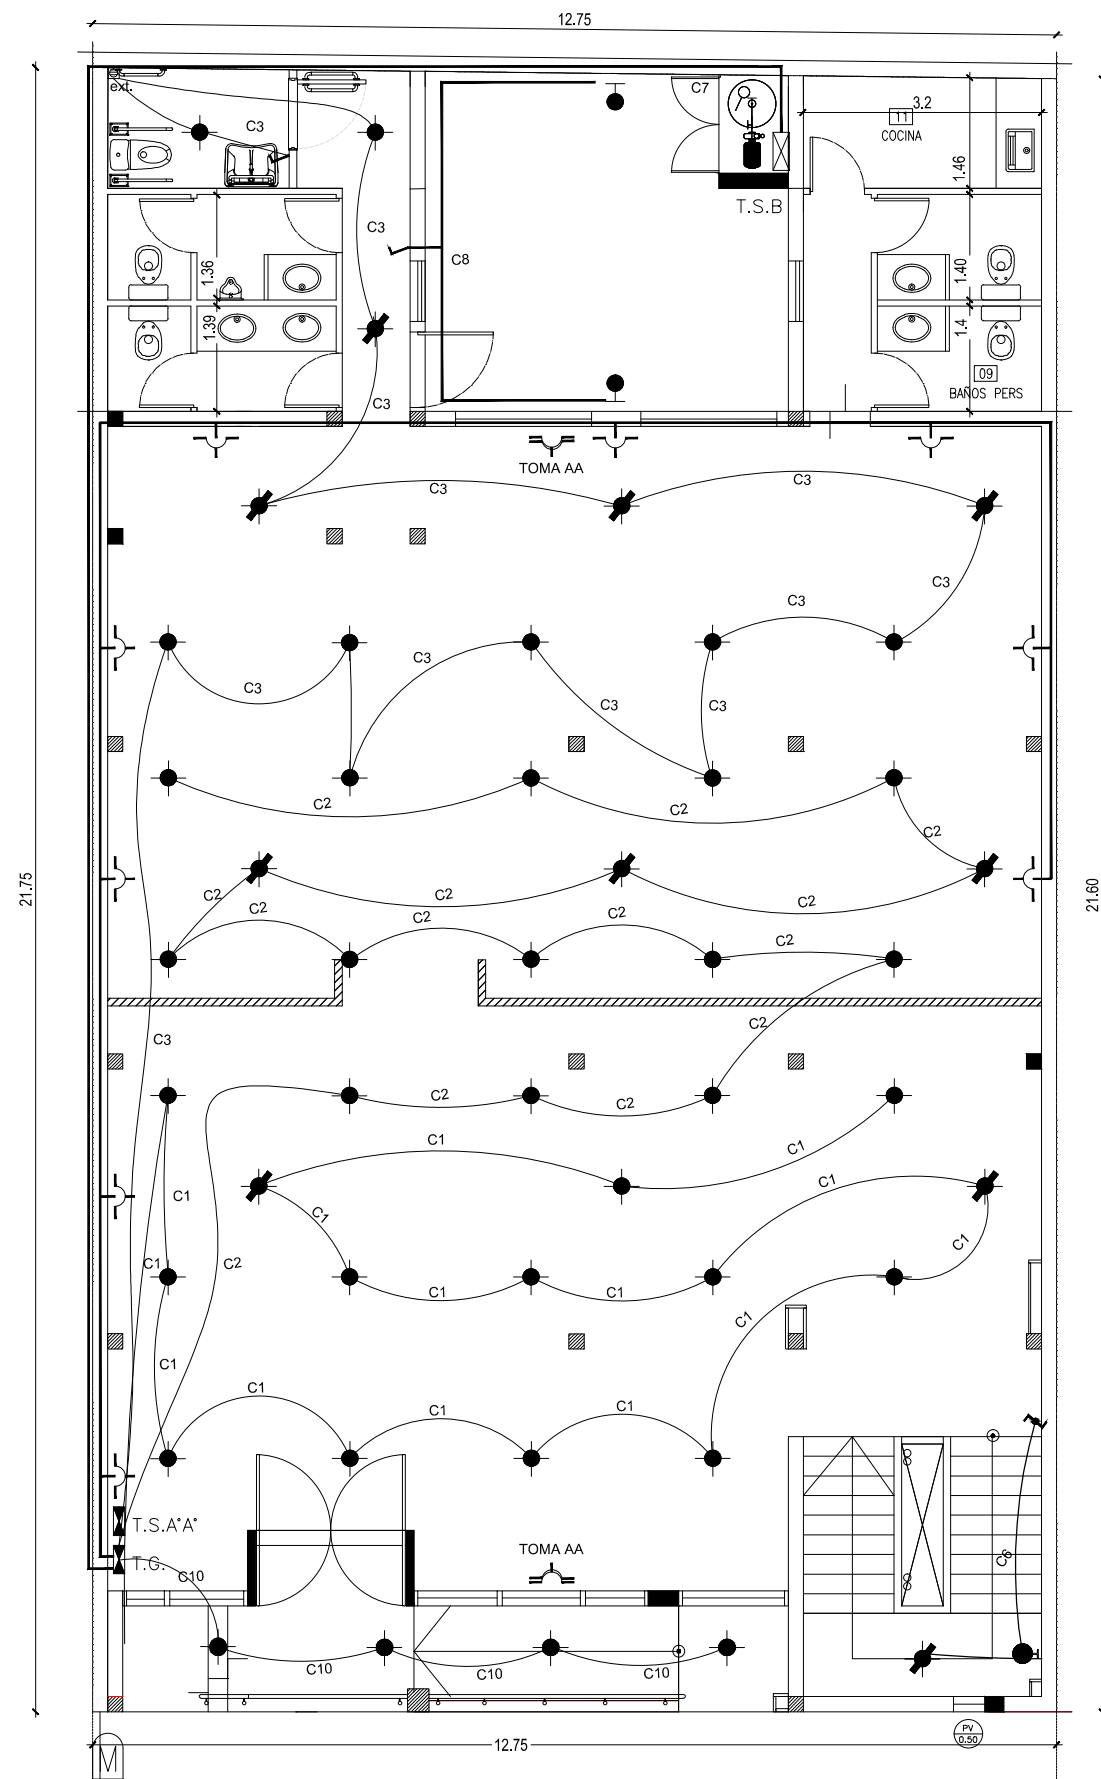 12.75
ext.
C3
C7
3.2
11
COCINA
1.46
T.S.B
C3
C8
1.36
1.40
1.39
1.4
09
BAÑOS PERS
C3
TOMA AA
C3
C3
C3
C3
C3
C3
C3
C3
C2
C2
C2
21.75
21.60
C2
C2
C2
C2
C2
C2
C2
C2
C3
C2
C2
C1
C1
C1
C1
C1
C1
C2
C1
C1
C1
C1
C1
C1
C1
C1
T.S.A"A"
T.G.
C10
TOMA AA
C6
C10
C10
C10
PV
0.50
12.75
M